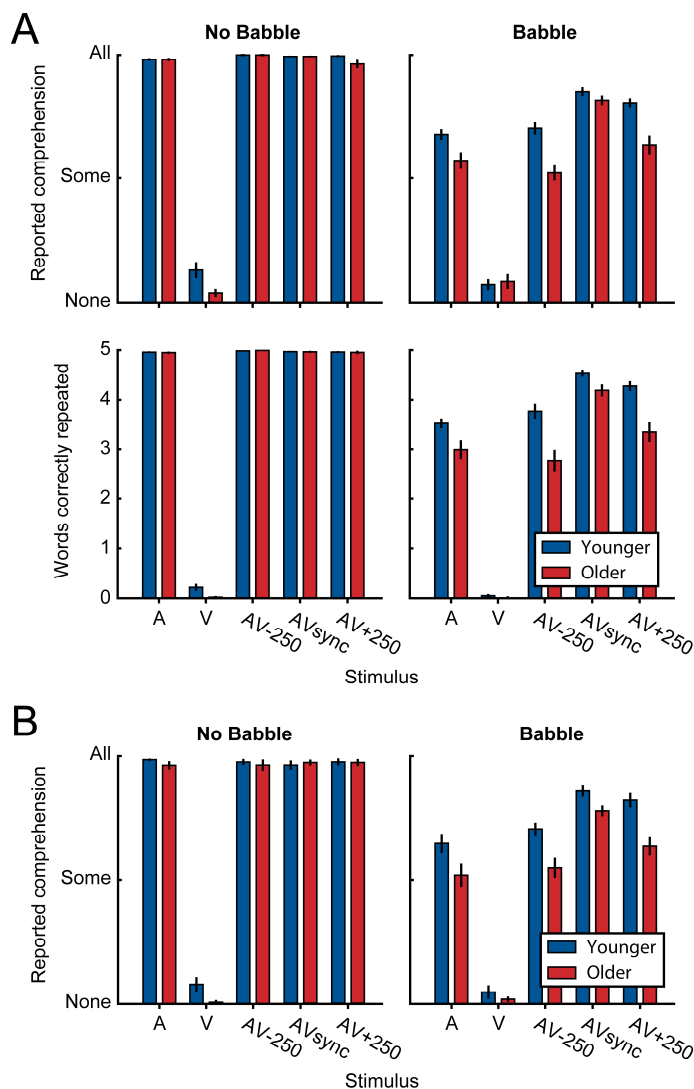 A
No Babble
Babble
All
Some
None
Reported comprehension
5
4
3
2
1
0
Words correctly repeated
Younger
Older
A V AV-250 AVsync AV+250
A V AV-250 AVsync AV+250
Stimulus
B
No Babble
Babble
All
Some
None
Reported comprehension
Younger
Older
A V AV-250 AVsync AV+250
A V AV-250 AVsync AV+250
Stimulus